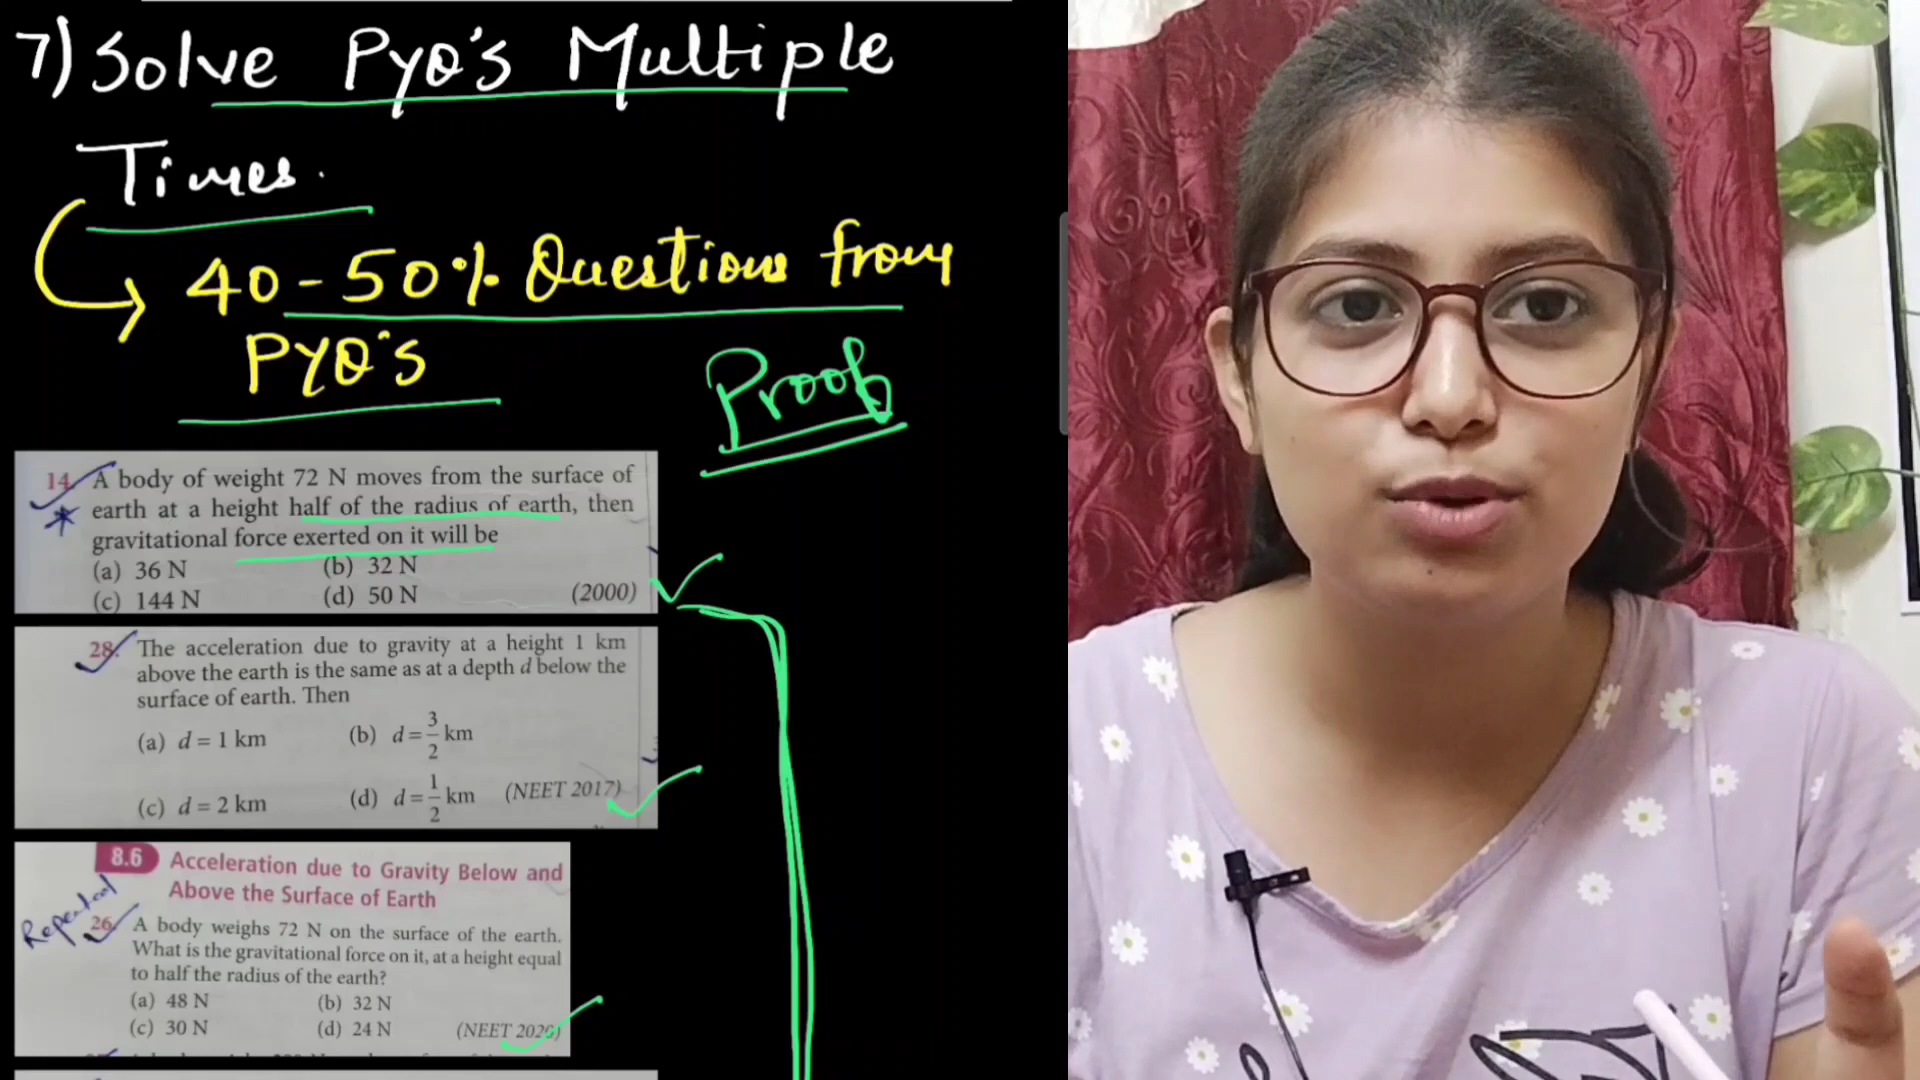 7) Solve PYQ's Multiple
Times.
40-50% Questions from
PYQ's
Proof
14. A body of weight 72 N moves from the surface of
earth at a height half of the radius of earth, then
gravitational force exerted on it will be
(a) 36 N (b) 32 N
(c) 144 N (d) 50 N (2000)
28. The acceleration due to gravity at a height 1 km
above the earth is the same as at a depth d below the
surface of earth. Then
(a) d = 1 km (b) d = 3/2 km
(c) d = 2 km (d) d = 1/2 km (NEET 2017)
8.6 Acceleration due to Gravity Below and
Above the Surface of Earth
Repeated
26. A body weighs 72 N on the surface of the earth.
What is the gravitational force on it, at a height equal
to half the radius of the earth?
(a) 48 N (b) 32 N
(c) 30 N (d) 24 N (NEET 2020)